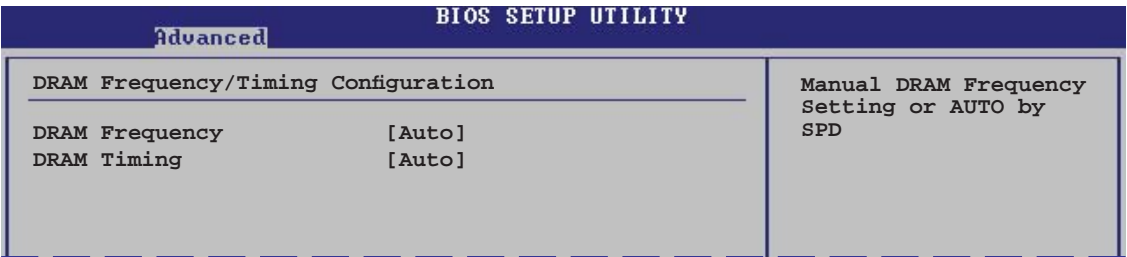 BIOS SETUP UTILITY
Advanced
DRAM Frequency/Timing Configuration
DRAM Frequency [Auto]
DRAM Timing [Auto]
Manual DRAM Frequency
Setting or AUTO by
SPD